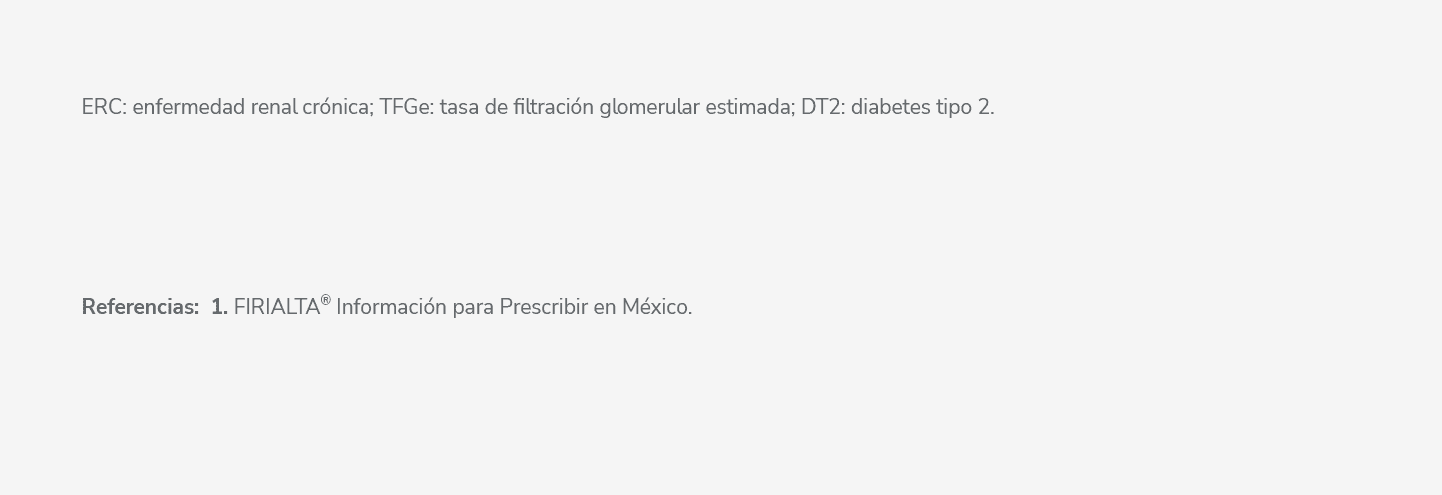 ERC: enfermedad renal crónica; TFGe: tasa de filtración glomerular estimada; DT2: diabetes tipo 2.
Referencias: 1. FIRIALTA® Información para Prescribir en México.